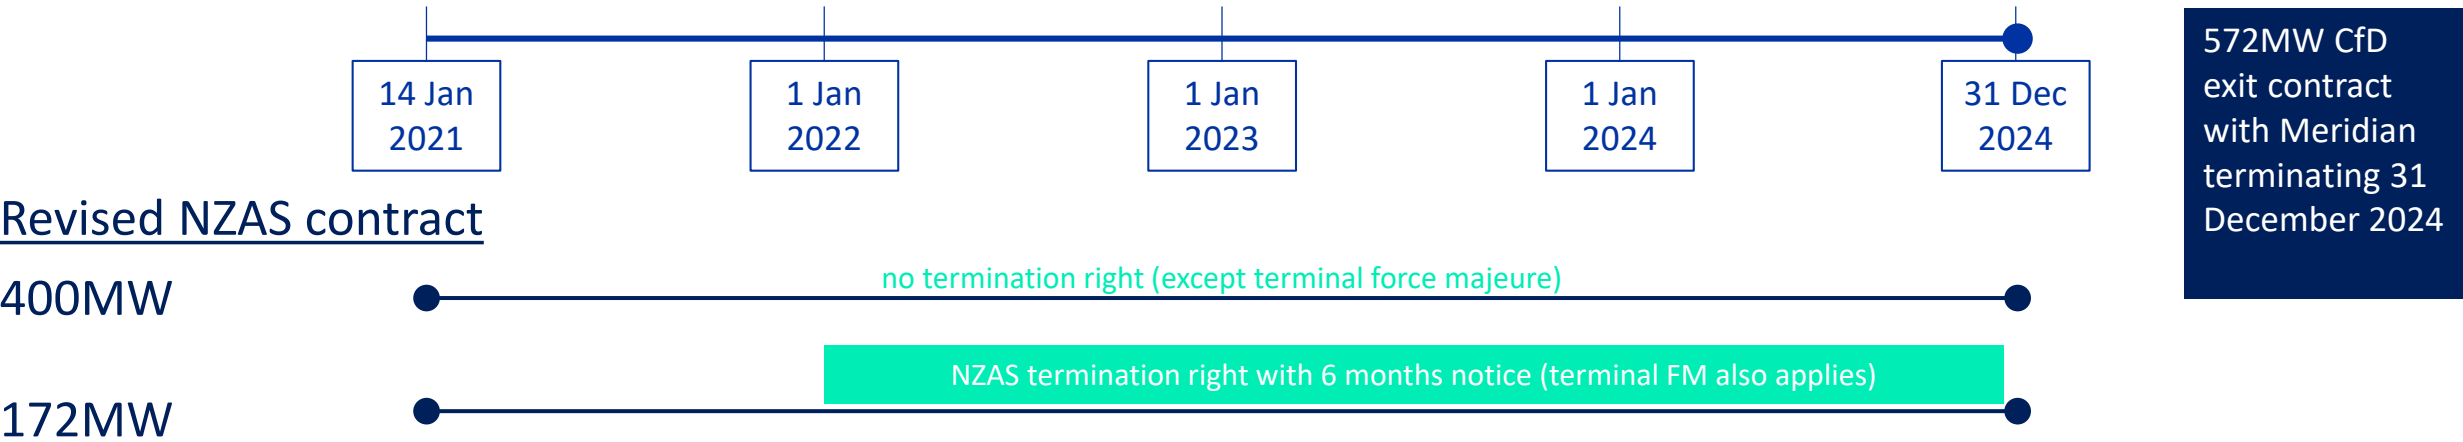 14 Jan
2021
1 Jan
2022
1 Jan
2023
1 Jan
2024
31 Dec
2024
572MW CfD
exit contract
with Meridian
terminating 31
December 2024
Revised NZAS contract
400MW
no termination right (except terminal force majeure)
172MW
NZAS termination right with 6 months notice (terminal FM also applies)